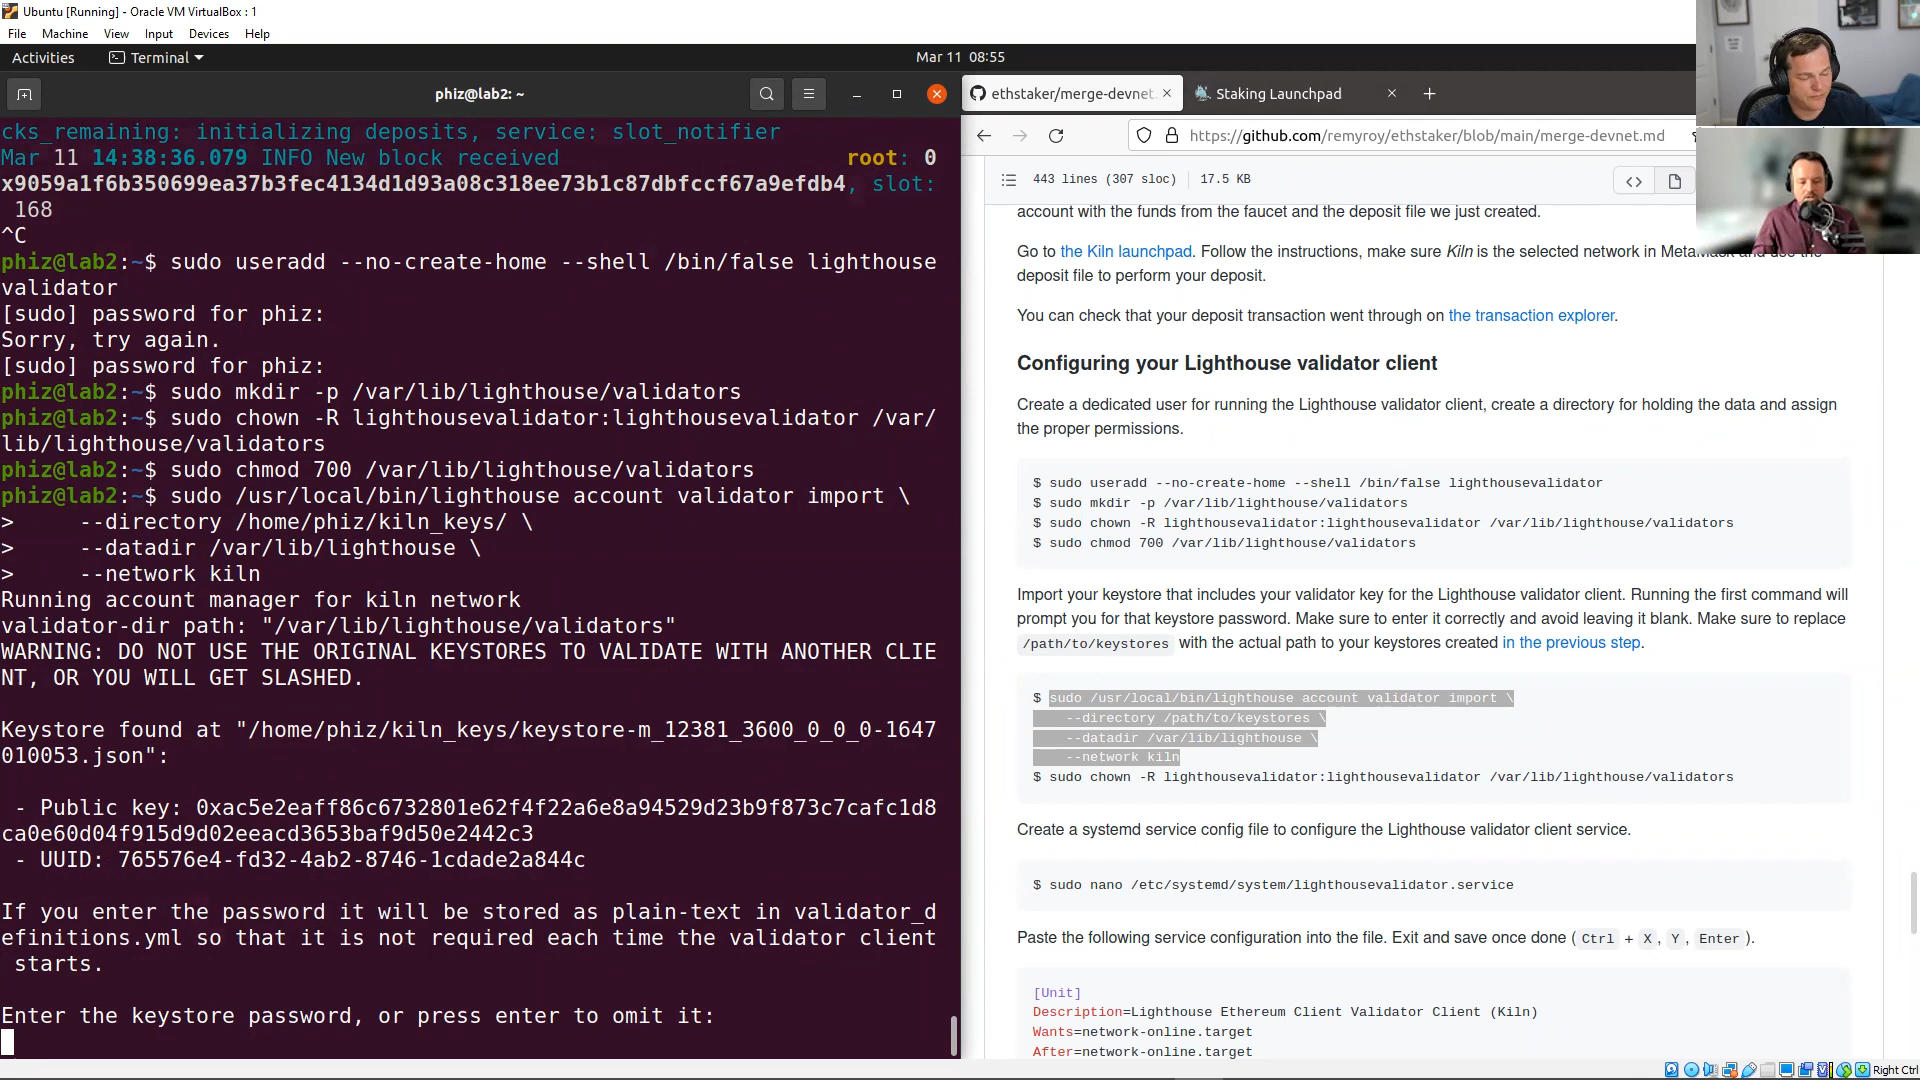 Ubuntu [Running] - Oracle VM VirtualBox : 1
File Machine View Input Devices Help
Activities Terminal Mar 11 08:55
phiz@lab2: ~
cks_remaining: initializing deposits, service: slot_notifier
Mar 11 14:38:36.079 INFO New block received root: 0
x9059a1f6b350699ea37b3fec4134d1d93a08c318ee73b1c87dbfccf67a9efdb4, slot:
168
^C
phiz@lab2:~$ sudo useradd --no-create-home --shell /bin/false lighthouse
validator
[sudo] password for phiz:
Sorry, try again.
[sudo] password for phiz:
phiz@lab2:~$ sudo mkdir -p /var/lib/lighthouse/validators
phiz@lab2:~$ sudo chown -R lighthousevalidator:lighthousevalidator /var/
lib/lighthouse/validators
phiz@lab2:~$ sudo chmod 700 /var/lib/lighthouse/validators
phiz@lab2:~$ sudo /usr/local/bin/lighthouse account validator import \
> --directory /home/phiz/kiln_keys/ \
> --datadir /var/lib/lighthouse \
> --network kiln
Running account manager for kiln network
validator-dir path: "/var/lib/lighthouse/validators"
WARNING: DO NOT USE THE ORIGINAL KEYSTORES TO VALIDATE WITH ANOTHER CLIE
NT, OR YOU WILL GET SLASHED.
Keystore found at "/home/phiz/kiln_keys/keystore-m_12381_3600_0_0_0-1647
010053.json":
- Public key: 0xac5e2eaff86c6732801e62f4f22a6e8a94529d23b9f873c7cafc1d8
ca0e60d04f915d9d02eeacd3653baf9d50e2442c3
- UUID: 765576e4-fd32-4ab2-8746-1cdade2a844c
If you enter the password it will be stored as plain-text in validator_d
efinitions.yml so that it is not required each time the validator client
starts.
Enter the keystore password, or press enter to omit it:
ethstaker/merge-devnet. Staking Launchpad
https://github.com/remyroy/ethstaker/blob/main/merge-devnet.md
443 lines (307 sloc) 17.5 KB
account with the funds from the faucet and the deposit file we just created.
Go to the Kiln launchpad. Follow the instructions, make sure Kiln is the selected network in MetaMask and use the
deposit file to perform your deposit.
You can check that your deposit transaction went through on the transaction explorer.
Configuring your Lighthouse validator client
Create a dedicated user for running the Lighthouse validator client, create a directory for holding the data and assign
the proper permissions.
$ sudo useradd --no-create-home --shell /bin/false lighthousevalidator
$ sudo mkdir -p /var/lib/lighthouse/validators
$ sudo chown -R lighthousevalidator:lighthousevalidator /var/lib/lighthouse/validators
$ sudo chmod 700 /var/lib/lighthouse/validators
Import your keystore that includes your validator key for the Lighthouse validator client. Running the first command will
prompt you for that keystore password. Make sure to enter it correctly and avoid leaving it blank. Make sure to replace
/path/to/keystores with the actual path to your keystores created in the previous step.
$ sudo /usr/local/bin/lighthouse account validator import \
--directory /path/to/keystores \
--datadir /var/lib/lighthouse \
--network kiln
$ sudo chown -R lighthousevalidator:lighthousevalidator /var/lib/lighthouse/validators
Create a systemd service config file to configure the Lighthouse validator client service.
$ sudo nano /etc/systemd/system/lighthousevalidator.service
Paste the following service configuration into the file. Exit and save once done (Ctrl + X, Y, Enter).
[Unit]
Description=Lighthouse Ethereum Client Validator Client (Kiln)
Wants=network-online.target
After=network-online.target
Right Ctrl